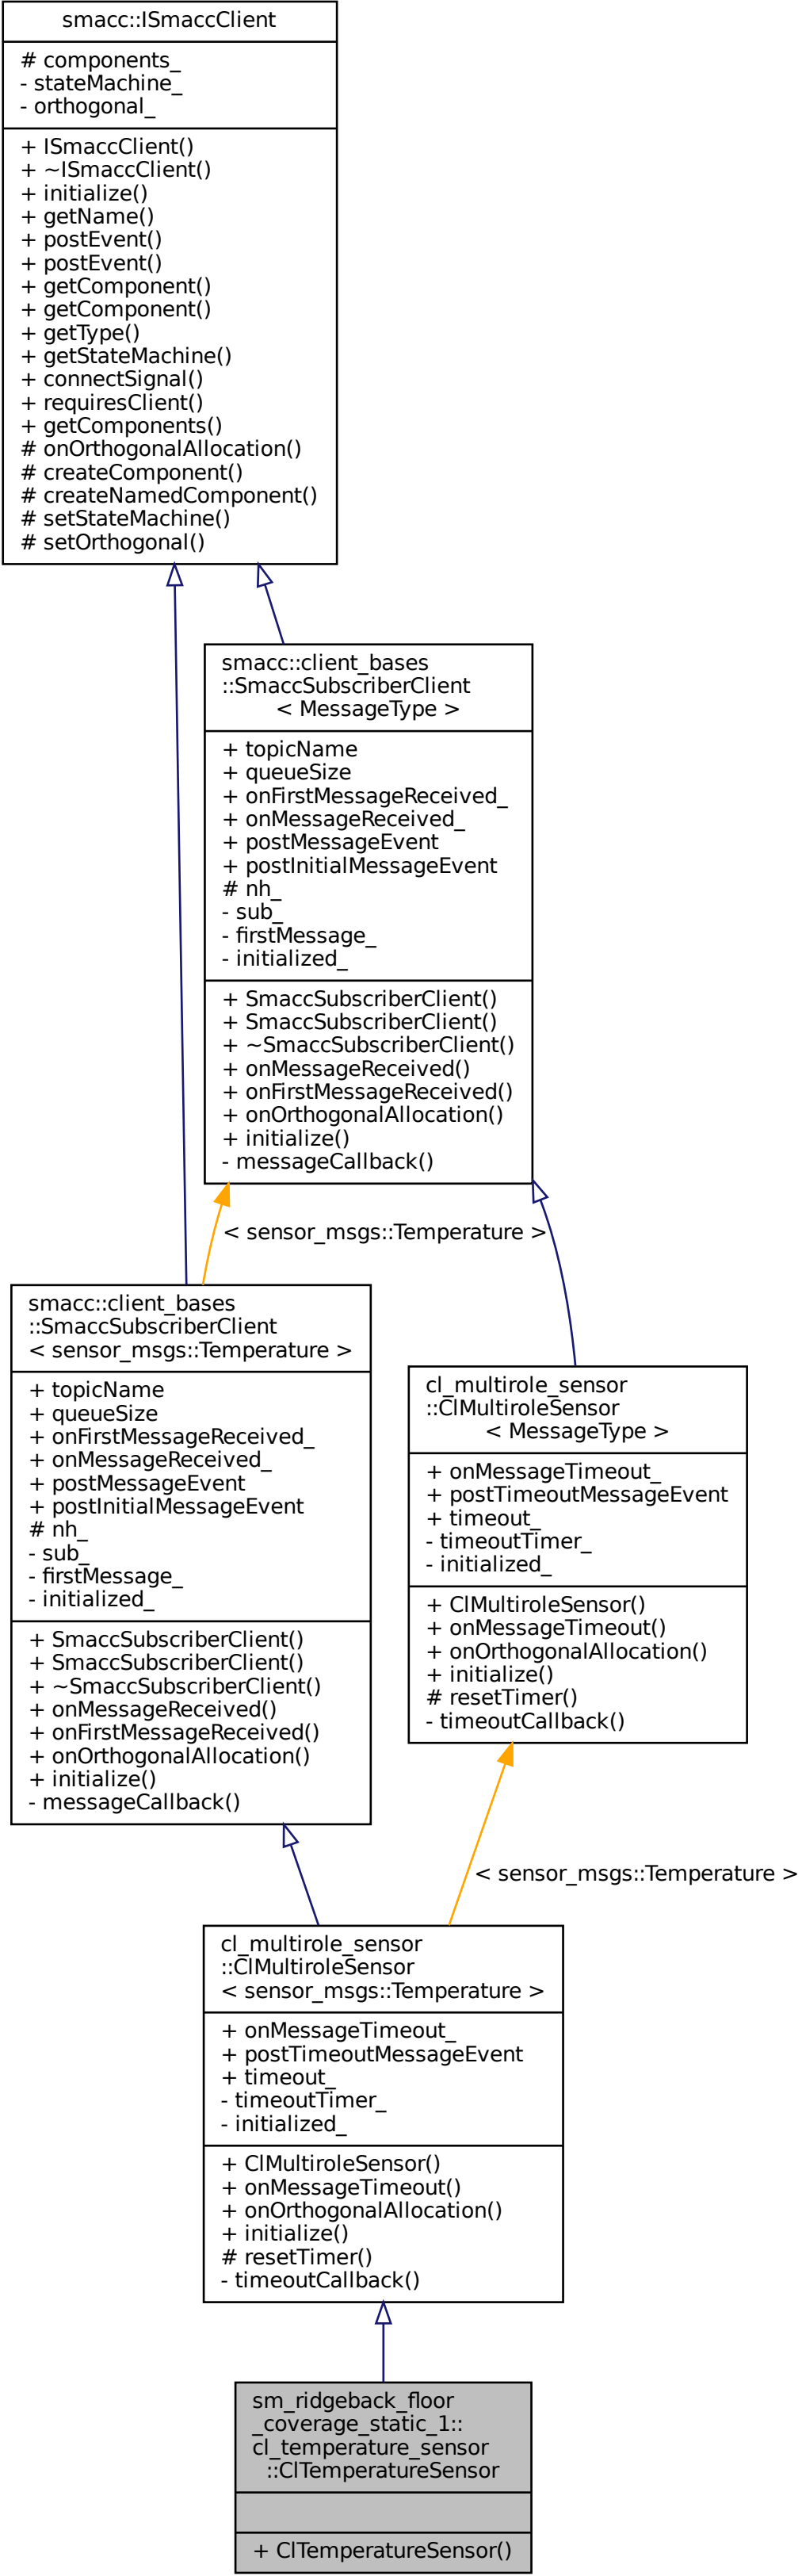 smacc::ISmaccClient
# components_
- stateMachine_
- orthogonal_
+ ISmaccClient()
+ ~ISmaccClient()
+ initialize()
+ getName()
+ postEvent()
+ postEvent()
+ getComponent()
+ getComponent()
+ getType()
+ getStateMachine()
+ connectSignal()
+ requiresClient()
+ getComponents()
# onOrthogonalAllocation()
# createComponent()
# createNamedComponent()
# setStateMachine()
# setOrthogonal()
smacc::client_bases
::SmaccSubscriberClient
< MessageType >
+ topicName
+ queueSize
+ onFirstMessageReceived_
+ onMessageReceived_
+ postMessageEvent
+ postInitialMessageEvent
# nh_
- sub_
- firstMessage_
- initialized_
+ SmaccSubscriberClient()
+ SmaccSubscriberClient()
+ ~SmaccSubscriberClient()
+ onMessageReceived()
+ onFirstMessageReceived()
+ onOrthogonalAllocation()
+ initialize()
- messageCallback()
< sensor_msgs::Temperature >
smacc::client_bases
::SmaccSubscriberClient
< sensor_msgs::Temperature >
+ topicName
+ queueSize
+ onFirstMessageReceived_
+ onMessageReceived_
+ postMessageEvent
+ postInitialMessageEvent
# nh_
- sub_
- firstMessage_
- initialized_
+ SmaccSubscriberClient()
+ SmaccSubscriberClient()
+ ~SmaccSubscriberClient()
+ onMessageReceived()
+ onFirstMessageReceived()
+ onOrthogonalAllocation()
+ initialize()
- messageCallback()
cl_multirole_sensor
::ClMultiroleSensor
< MessageType >
+ onMessageTimeout_
+ postTimeoutMessageEvent
+ timeout_
- timeoutTimer_
- initialized_
+ ClMultiroleSensor()
+ onMessageTimeout()
+ onOrthogonalAllocation()
+ initialize()
# resetTimer()
- timeoutCallback()
< sensor_msgs::Temperature >
cl_multirole_sensor
::ClMultiroleSensor
< sensor_msgs::Temperature >
+ onMessageTimeout_
+ postTimeoutMessageEvent
+ timeout_
- timeoutTimer_
- initialized_
+ ClMultiroleSensor()
+ onMessageTimeout()
+ onOrthogonalAllocation()
+ initialize()
# resetTimer()
- timeoutCallback()
sm_ridgeback_floor
_coverage_static_1::
cl_temperature_sensor
::ClTemperatureSensor
+ ClTemperatureSensor()